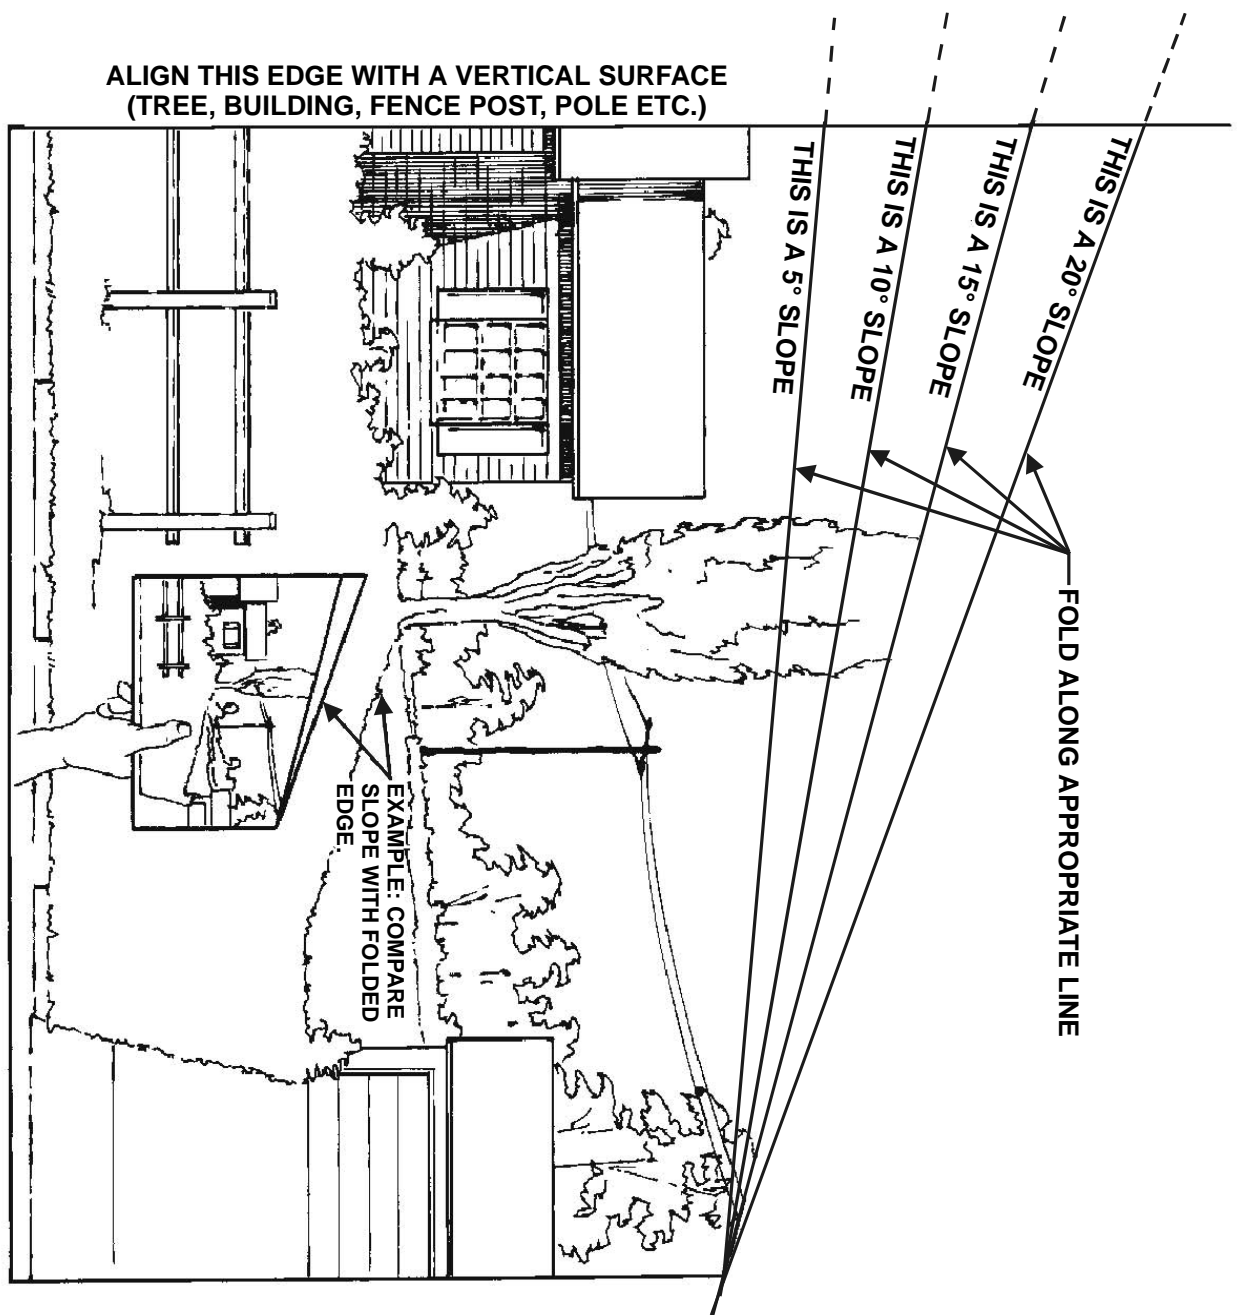 ALIGN THIS EDGE WITH A VERTICAL SURFACE
(TREE, BUILDING, FENCE POST, POLE ETC.)
THIS IS A 20° SLOPE
THIS IS A 15° SLOPE
THIS IS A 10° SLOPE
THIS IS A 5° SLOPE
FOLD ALONG APPROPRIATE LINE
EXAMPLE: COMPARE
SLOPE WITH FOLDED
EDGE.